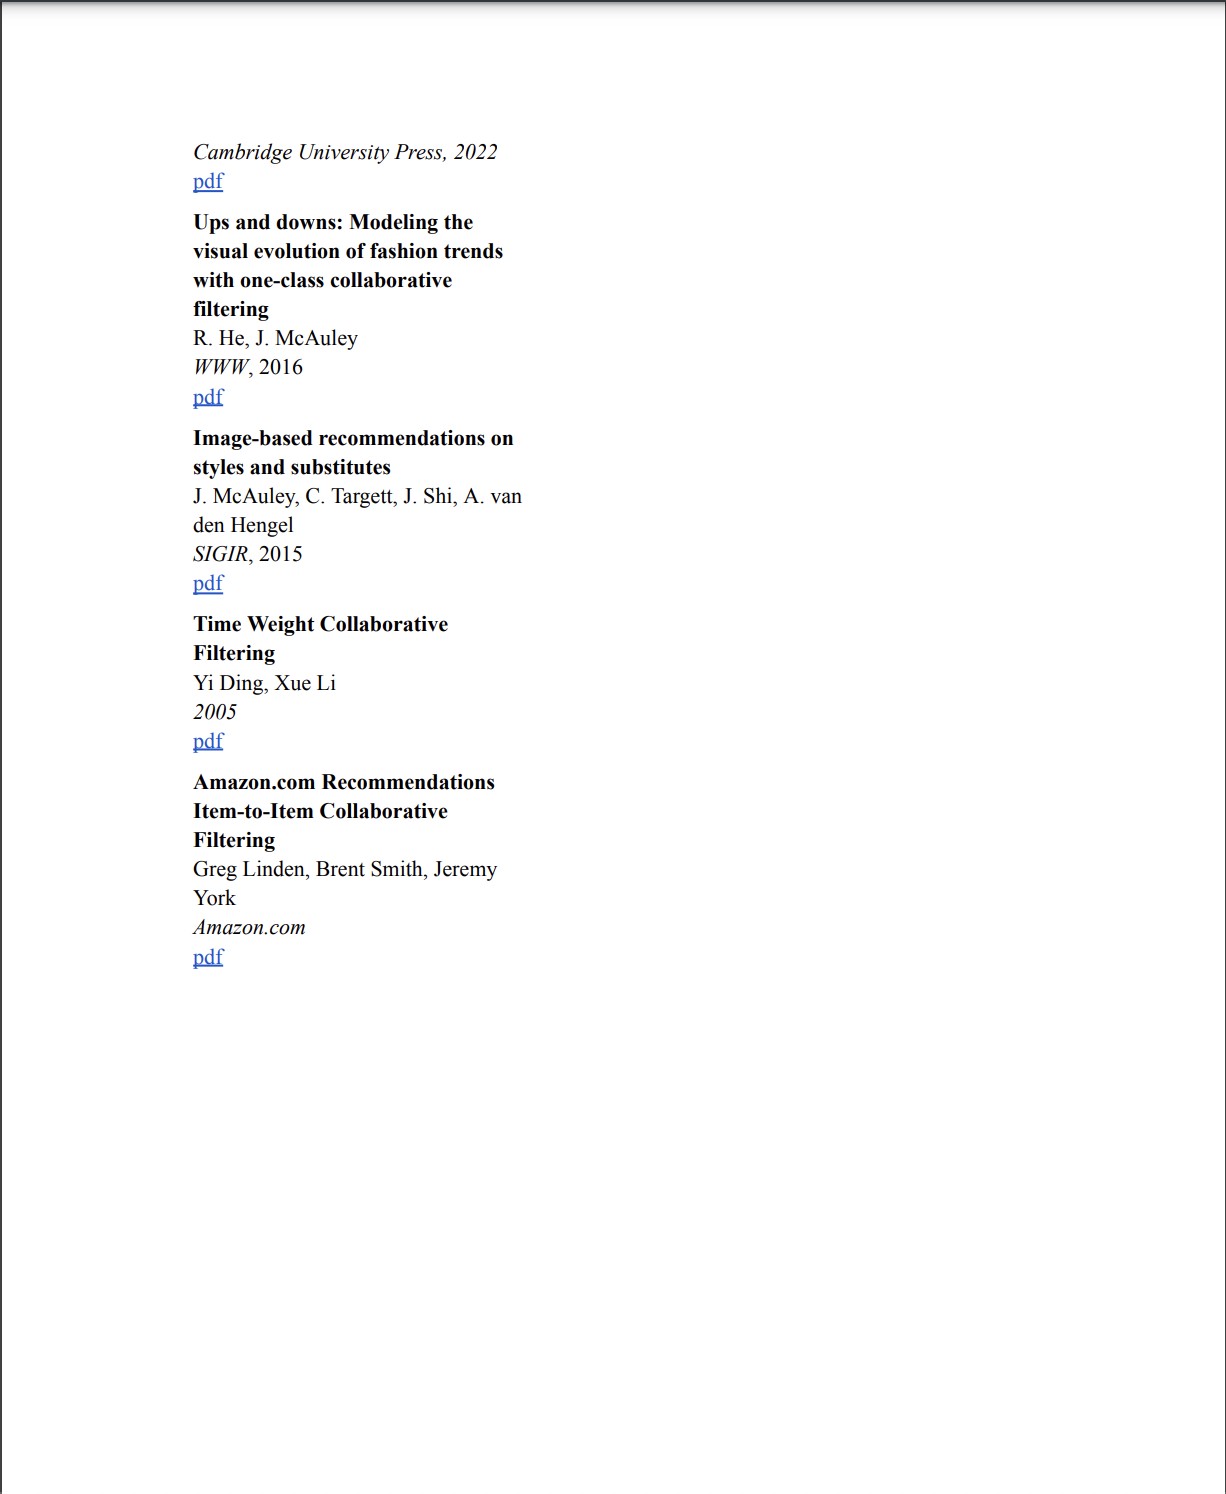 Cambridge University Press, 2022
pdf
Ups and downs: Modeling the
visual evolution of fashion trends
with one-class collaborative
filtering
R. He, J. McAuley
WWW, 2016
pdf
Image-based recommendations on
styles and substitutes
J. McAuley, C. Targett, J. Shi, A. van
den Hengel
SIGIR, 2015
pdf
Time Weight Collaborative
Filtering
Yi Ding, Xue Li
2005
pdf
Amazon.com Recommendations
Item-to-Item Collaborative
Filtering
Greg Linden, Brent Smith, Jeremy
York
Amazon.com
pdf